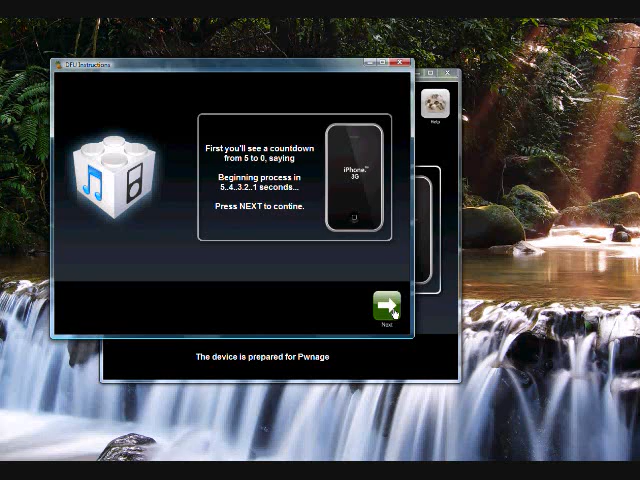 DFU Instructions
Help
First you'll see a countdown
from 5 to 0, saying
Beginning process in
5..4..3.2..1 seconds...
Press NEXT to contine.
iPhone™
3G
Next
The device is prepared for Pwnage